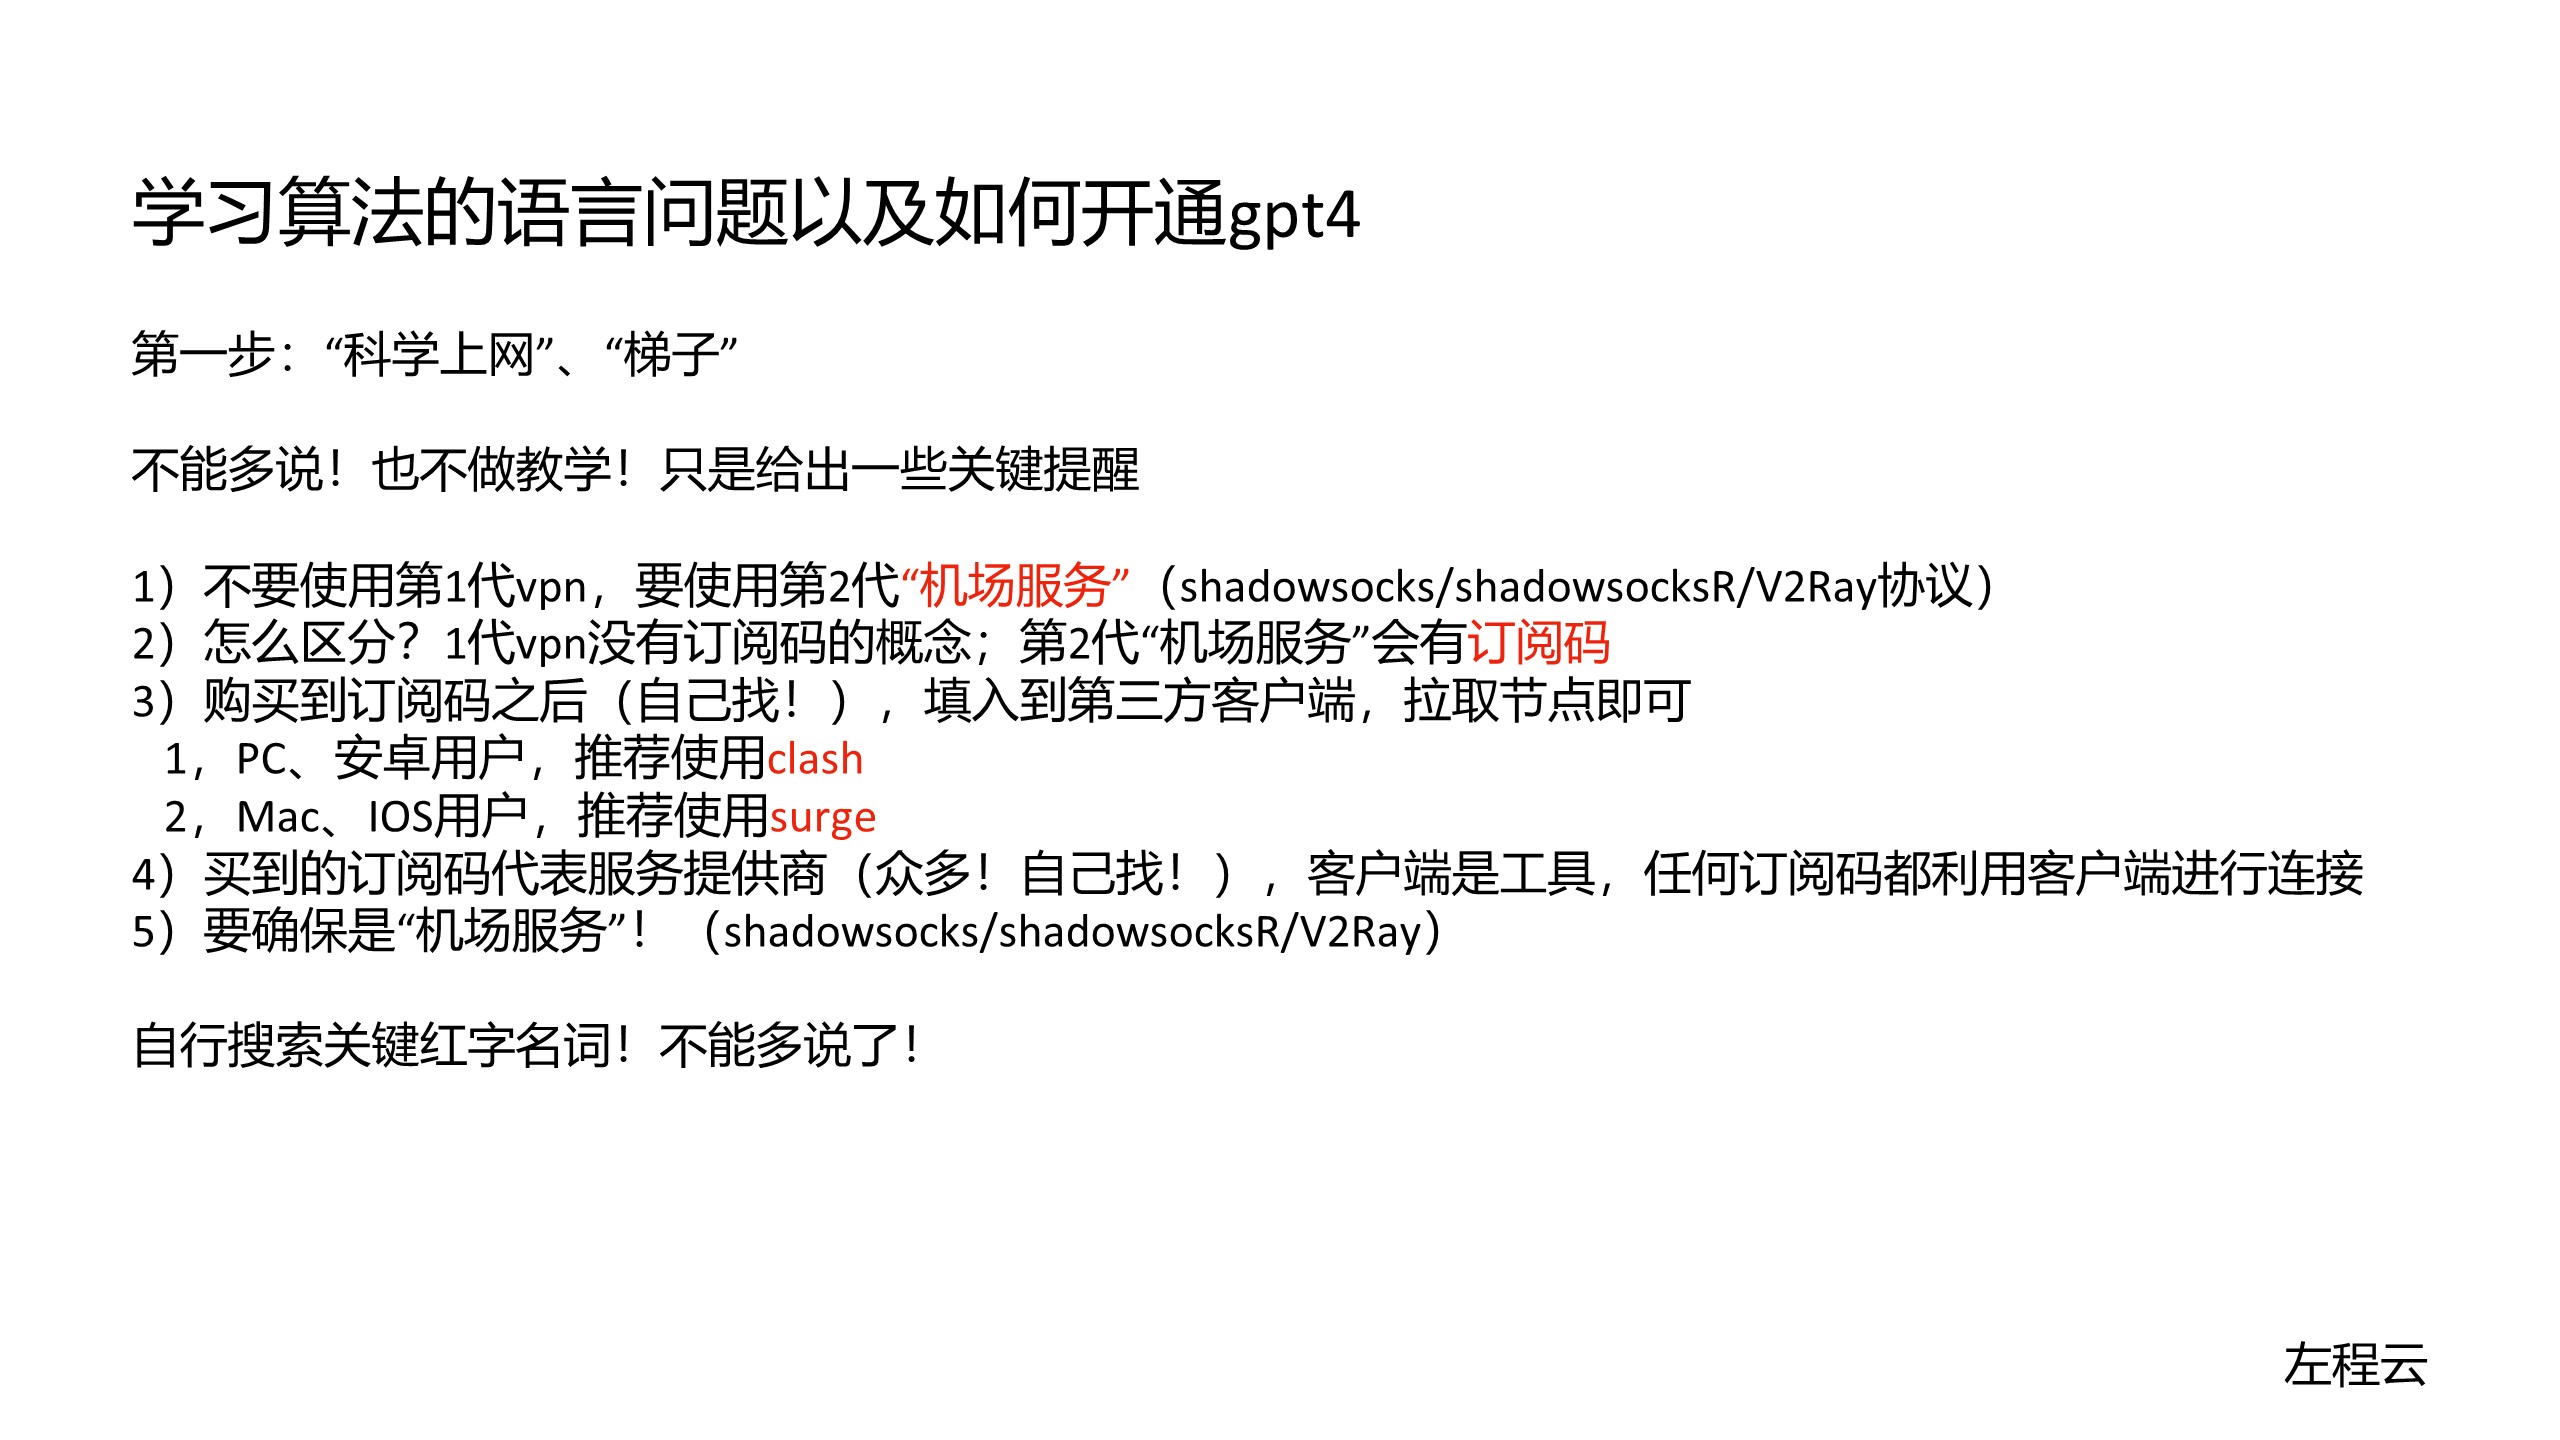 学习算法的语言问题以及如何开通gpt4
第一步：“科学上网”、“梯子”
不能多说！也不做教学！只是给出一些关键提醒
1）不要使用第1代vpn，要使用第2代“机场服务”（shadowsocks/shadowsocksR/V2Ray协议）
2）怎么区分？1代vpn没有订阅码的概念；第2代“机场服务”会有订阅码
3）购买到订阅码之后（自己找！），填入到第三方客户端，拉取节点即可
1，PC、安卓用户，推荐使用clash
2，Mac、IOS用户，推荐使用surge
4）买到的订阅码代表服务提供商（众多！自己找！），客户端是工具，任何订阅码都利用客户端进行连接
5）要确保是“机场服务”！（shadowsocks/shadowsocksR/V2Ray）
自行搜索关键红字名词！不能多说了！
左程云